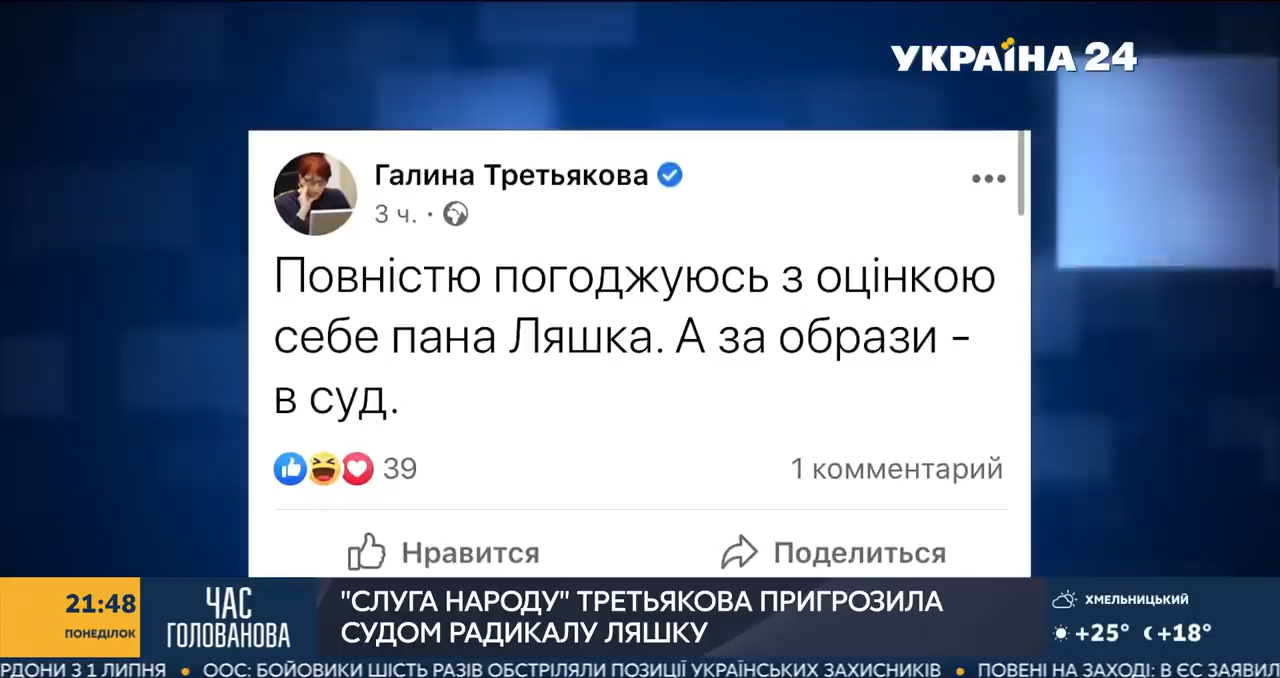 УКРАЇНА 24
Галина Третьякова
3 ч. ·
Повністю погоджуюсь з оцінкою
себе пана Ляшка. А за образи -
в суд.
39
1 комментарий
Нравится
Поделиться
21:48
ПОНЕДІЛОК
ЧАС
ГОЛОВАНОВА
"СЛУГА НАРОДУ" ТРЕТЬЯКОВА ПРИГРОЗИЛА
СУДОМ РАДИКАЛУ ЛЯШКУ
ХМЕЛЬНИЦЬКИЙ
+25° +18°
РДОНИ З 1 ЛИПНЯ • ООС: БОЙОВИКИ ШІСТЬ РАЗІВ ОБСТРІЛЯЛИ ПОЗИЦІЇ УКРАЇНСЬКИХ ЗАХИСНИКІВ • ПОВЕНІ НА ЗАХОДІ: В ЄС ЗАЯВИЛ